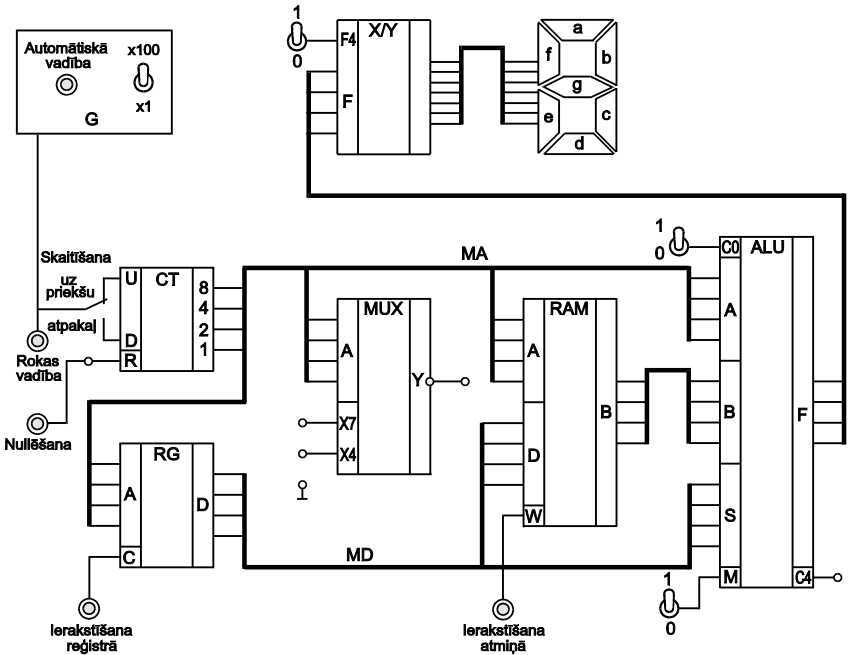 Automātiskā
vadība
x100
x1
G
1
0
F4
F
X/Y
a
f
b
g
e
c
d
Skaitīšana
uz
priekšu
atpakaļ
U
D
R
CT
8
4
2
1
Rokas
vadība
Nullēšana
MA
MUX
A
Y
X7
X4
RAM
A
D
W
B
1
0
C0
ALU
A
B
S
M
F
C4
RG
A
D
C
MD
1
0
Ierakstīšana
reģistrā
Ierakstīšana
atmiņā